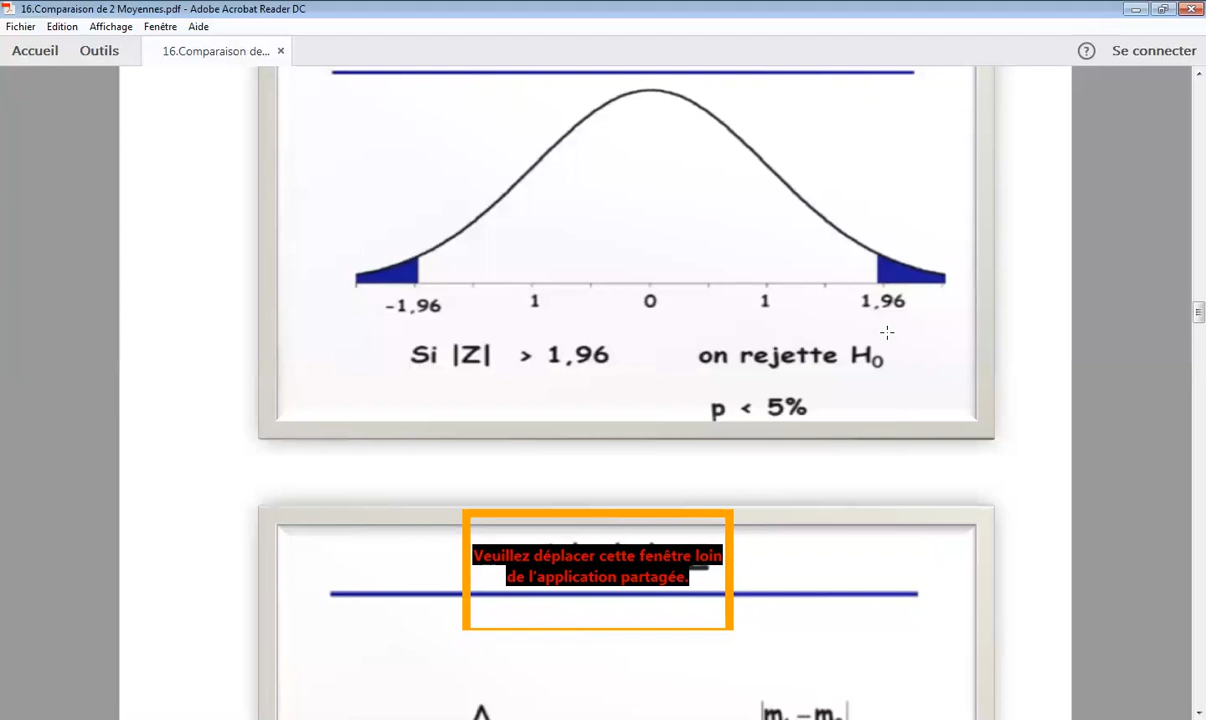 16.Comparaison de 2 Moyennes.pdf - Adobe Acrobat Reader DC
Fichier Edition Affichage Fenêtre Aide
Accueil Outils 16.Comparaison de... × ? Se connecter
-1,96 1 0 1 1,96
Si |Z| > 1,96 on rejette H₀
p < 5%
Veuillez déplacer cette fenêtre loin
de l'application partagée.